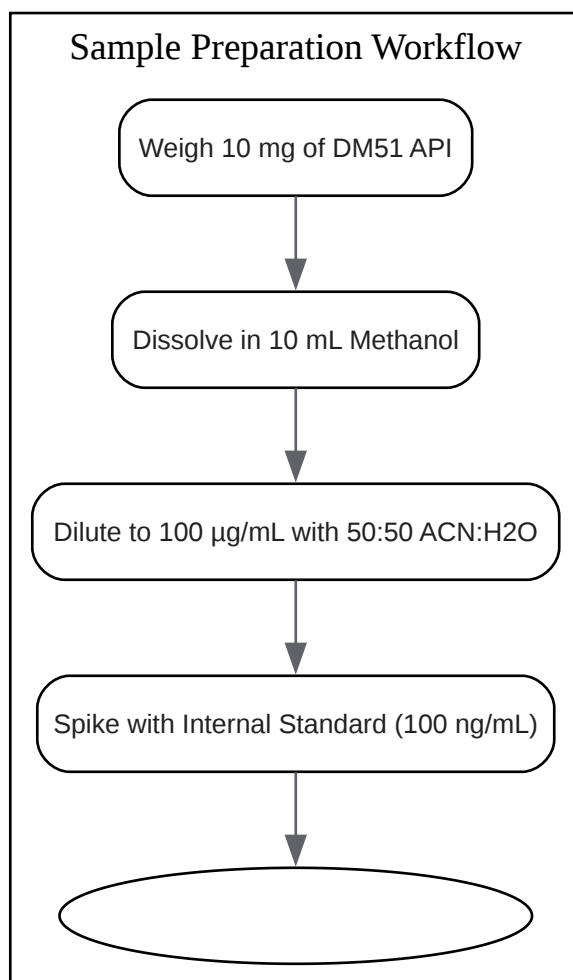 Sample Preparation Workflow
Weigh 10 mg of DM51 API
Dissolve in 10 mL Methanol
Dilute to 100 µg/mL with 50:50 ACN:H2O
Spike with Internal Standard (100 ng/mL)